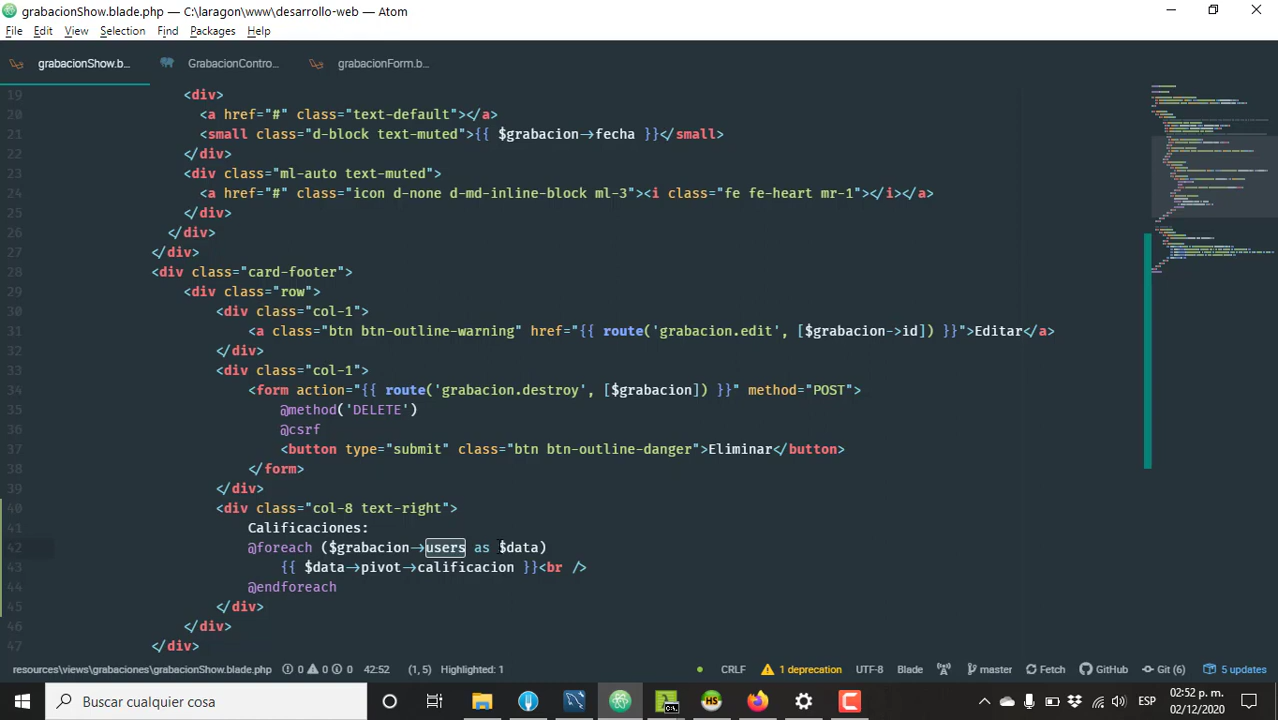 grabacionShow.blade.php — C:\laragon\www\desarrollo-web — Atom
File Edit View Selection Find Packages Help
grabacionShow.b... GrabacionContro... grabacionForm.b...
19 <div>
20 <a href="#" class="text-default"></a>
21 <small class="d-block text-muted">{{ $grabacion->fecha }}</small>
22 </div>
23 <div class="ml-auto text-muted">
24 <a href="#" class="icon d-none d-md-inline-block ml-3"><i class="fe fe-heart mr-1"></i></a>
25 </div>
26 </div>
27 </div>
28 <div class="card-footer">
29 <div class="row">
30 <div class="col-1">
31 <a class="btn btn-outline-warning" href="{{ route('grabacion.edit', [$grabacion->id]) }}">Editar</a>
32 </div>
33 <div class="col-1">
34 <form action="{{ route('grabacion.destroy', [$grabacion]) }}" method="POST">
35 @method('DELETE')
36 @csrf
37 <button type="submit" class="btn btn-outline-danger">Eliminar</button>
38 </form>
39 </div>
40 <div class="col-8 text-right">
41 Calificaciones:
42 @foreach ($grabacion->users as $data)
43 {{ $data->pivot->calificacion }}<br />
44 @endforeach
45 </div>
46 </div>
47 </div>
resources\views\grabaciones\grabacionShow.blade.php 0 0 0 42:52 (1, 5) Highlighted: 1 CRLF 1 deprecation UTF-8 Blade master Fetch GitHub Git (6) 5 updates
Buscar cualquier cosa C:\. HS ESP 02:52 p. m.
02/12/2020